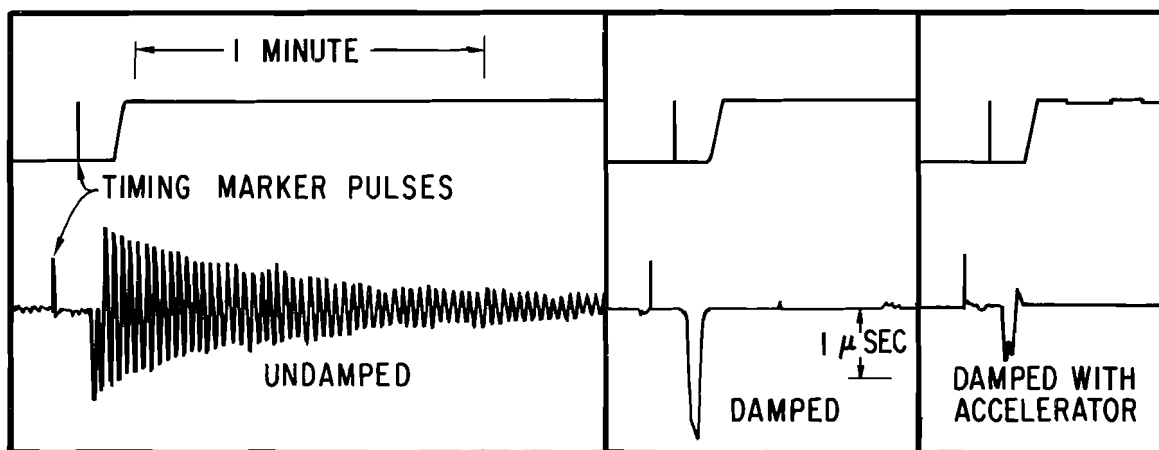 1 MINUTE
TIMING MARKER PULSES
1 μ SEC
UNDAMPED
DAMPED
DAMPED WITH
ACCELERATOR